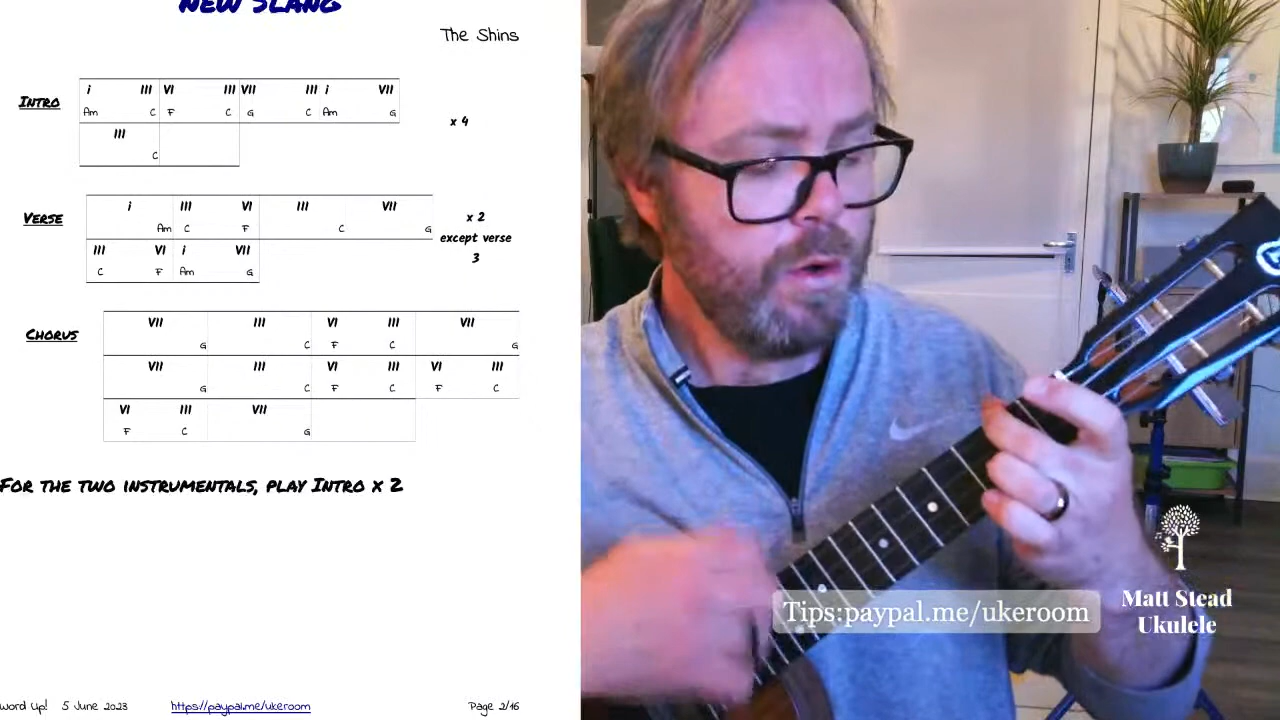 NEW SLANG
The Shins
INTRO
i III VI III VII III i VII
Am C F C G C Am G
x 4
III
C
VERSE
i III VI III VII
Am C F C G
x 2
except verse
3
III VI i VII
C F Am G
CHORUS
VII III VI III VII
G C F C G
VII III VI III VI III
G C F C F C
VI III VII
F C G
FOR THE TWO INSTRUMENTALS, PLAY INTRO x 2
Word Up! 5 June 2023 https://paypal.me/ukeroom Page 2/16
Tips:paypal.me/ukeroom
Matt Stead
Ukulele